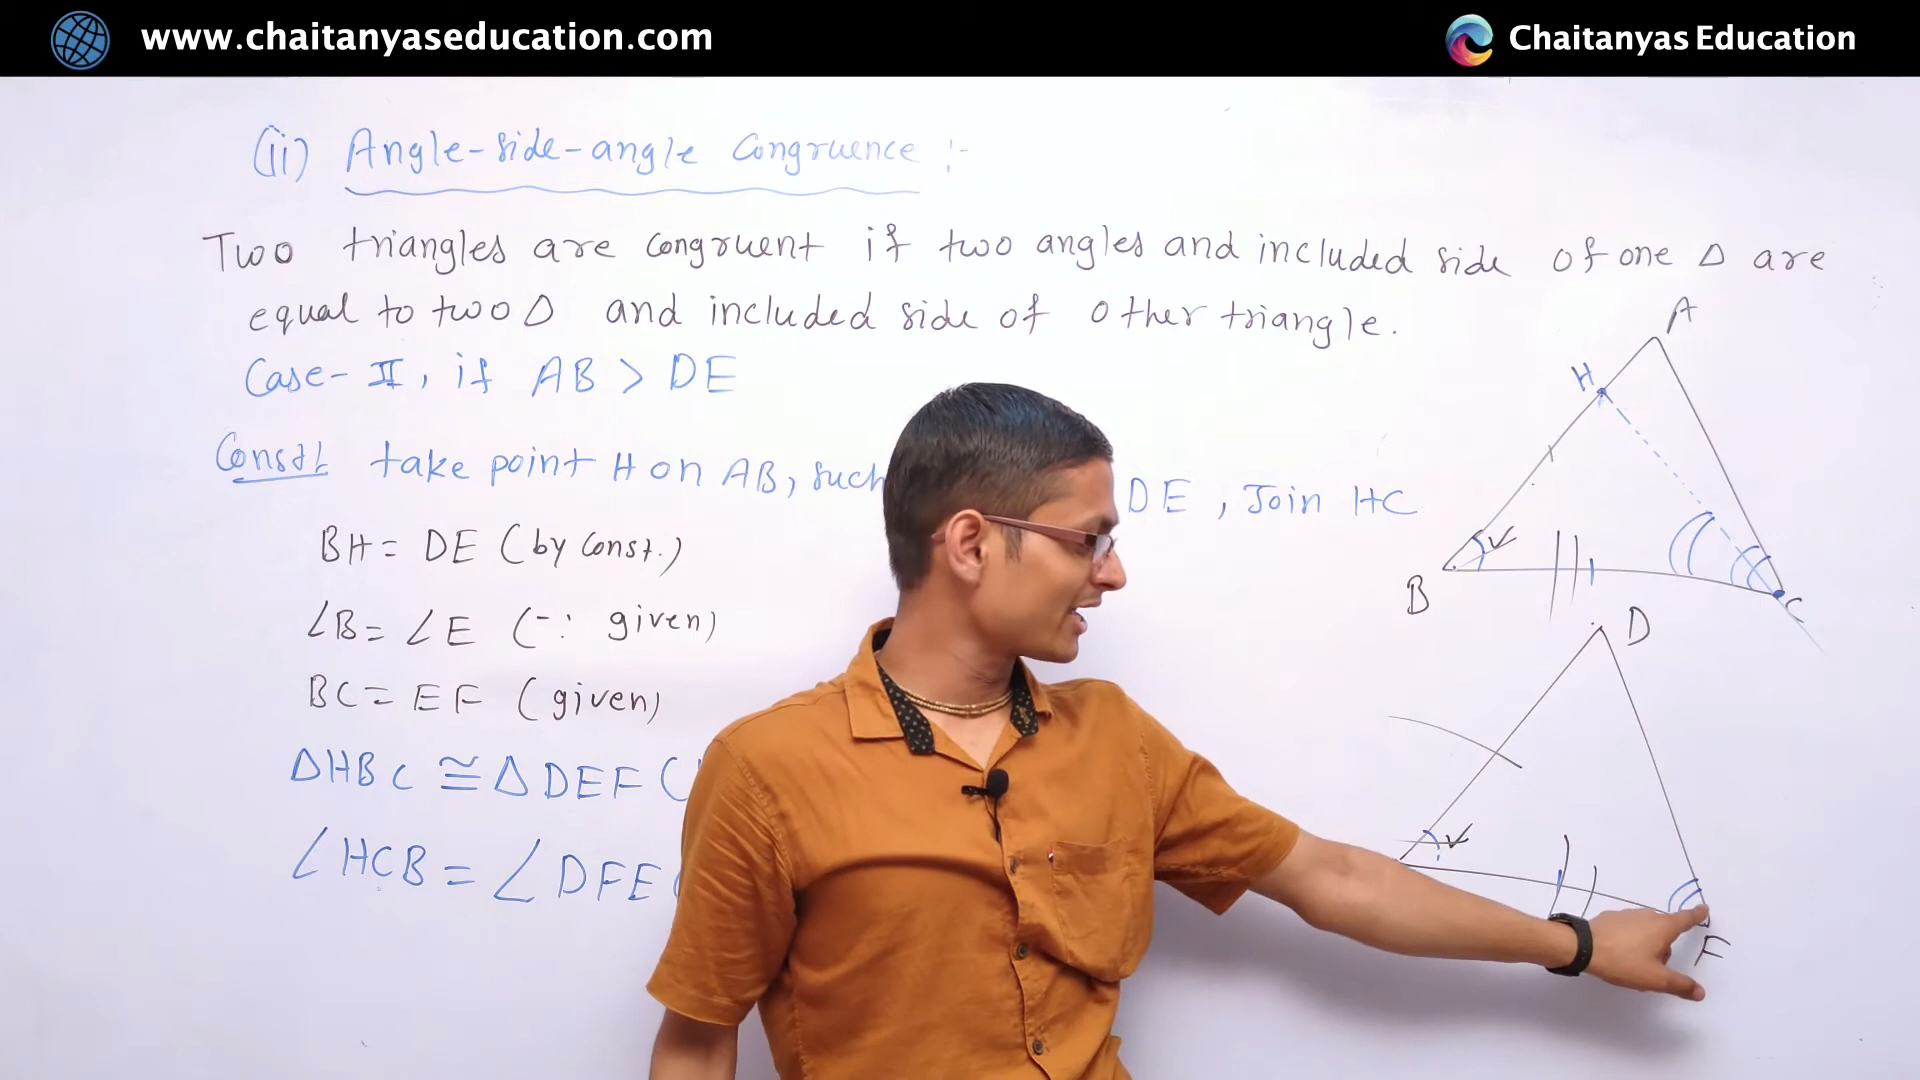 www.chaitanyaseducation.com
Chaitanyas Education
(ii) Angle-side-angle Congruence :-
Two triangles are congruent if two angles and included side of one Δ are
equal to two Δ and included side of other triangle.
Case-II, if AB > DE
Const: take point H on AB, such DE, Join HC
BH = DE (by const.)
∠B = ∠E (∵ given)
BC = EF (given)
ΔHBC ≅ ΔDEF (
∠HCB = ∠DFE (
A
H
B
C
D
F